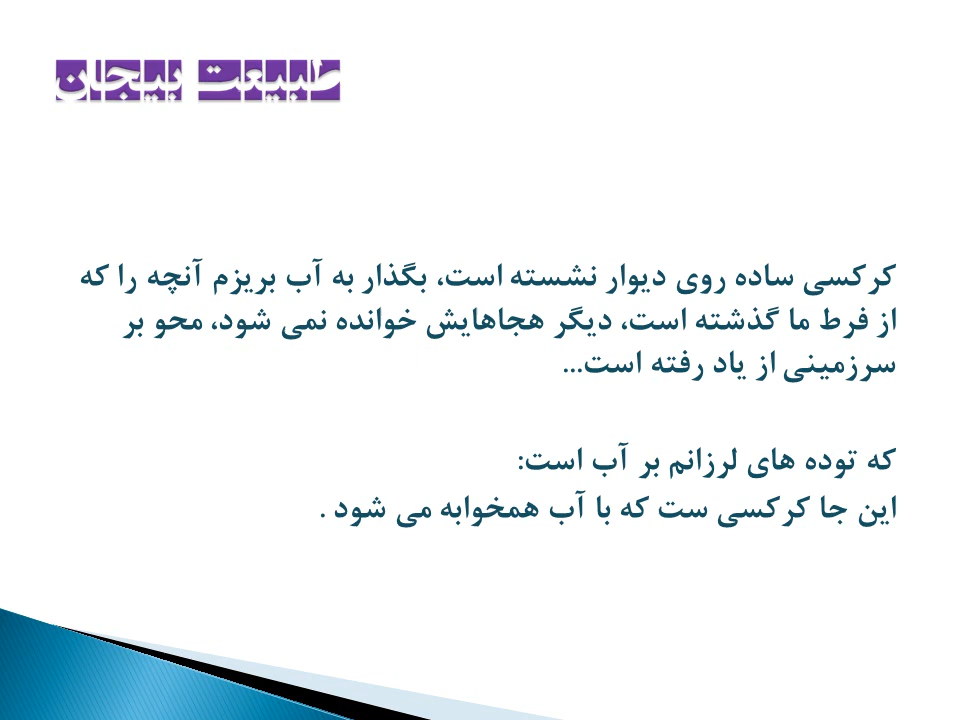 طبیعت بیجان
کرکسی ساده روی دیوار نشسته است، بگذار به آب بریزم آنچه را که
از فرط ما گذشته است، دیگر هجاهایش خوانده نمی شود، محو بر
سرزمینی از یاد رفته است...
که توده های لرزانم بر آب است:
این جا کرکسی ست که با آب همخوابه می شود .